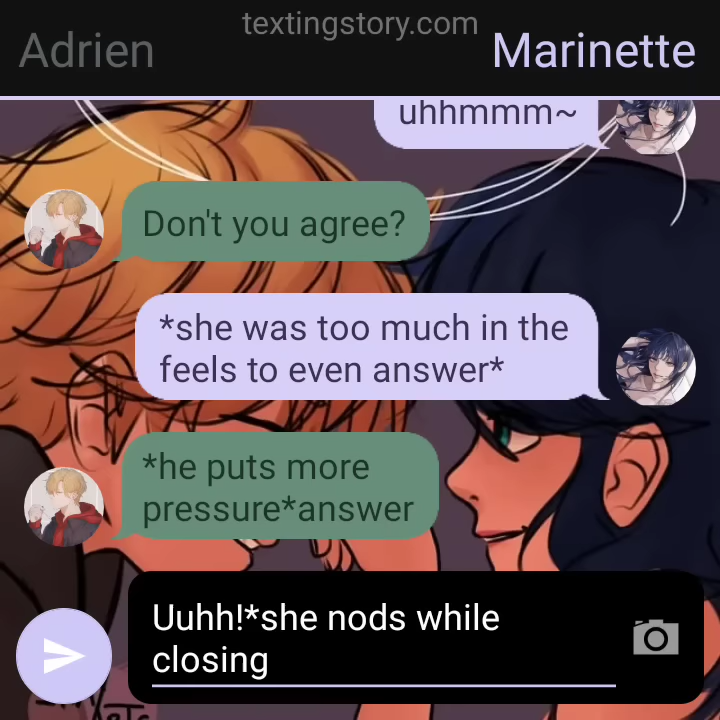 textingstory.com
Adrien
Marinette
uhhmmm~
Don't you agree?
*she was too much in the
feels to even answer*
*he puts more
pressure*answer
Uuhh!*she nods while
closing